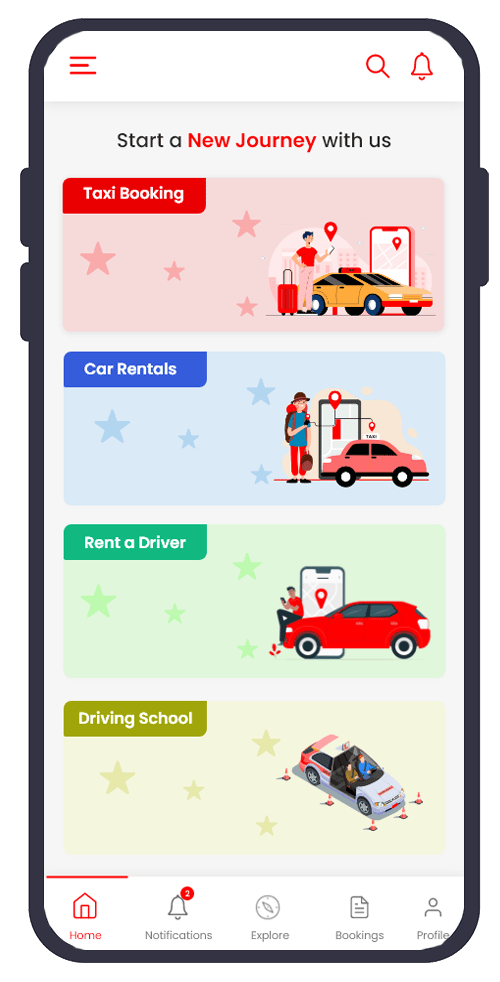 Start a New Journey with us
Taxi Booking
Car Rentals
TAXI
Rent a Driver
Driving School
2
Home
Notifications
Explore
Bookings
Profile